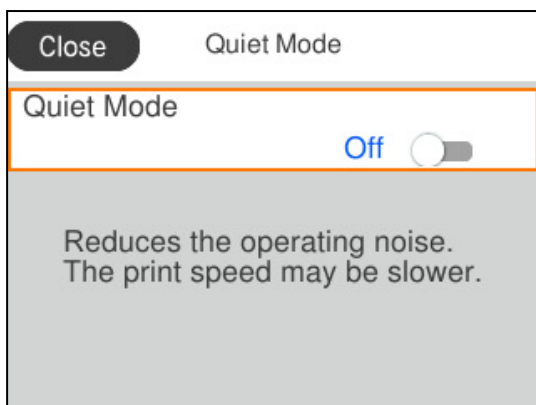 Close Quiet Mode
Quiet Mode
Off
Reduces the operating noise.
The print speed may be slower.